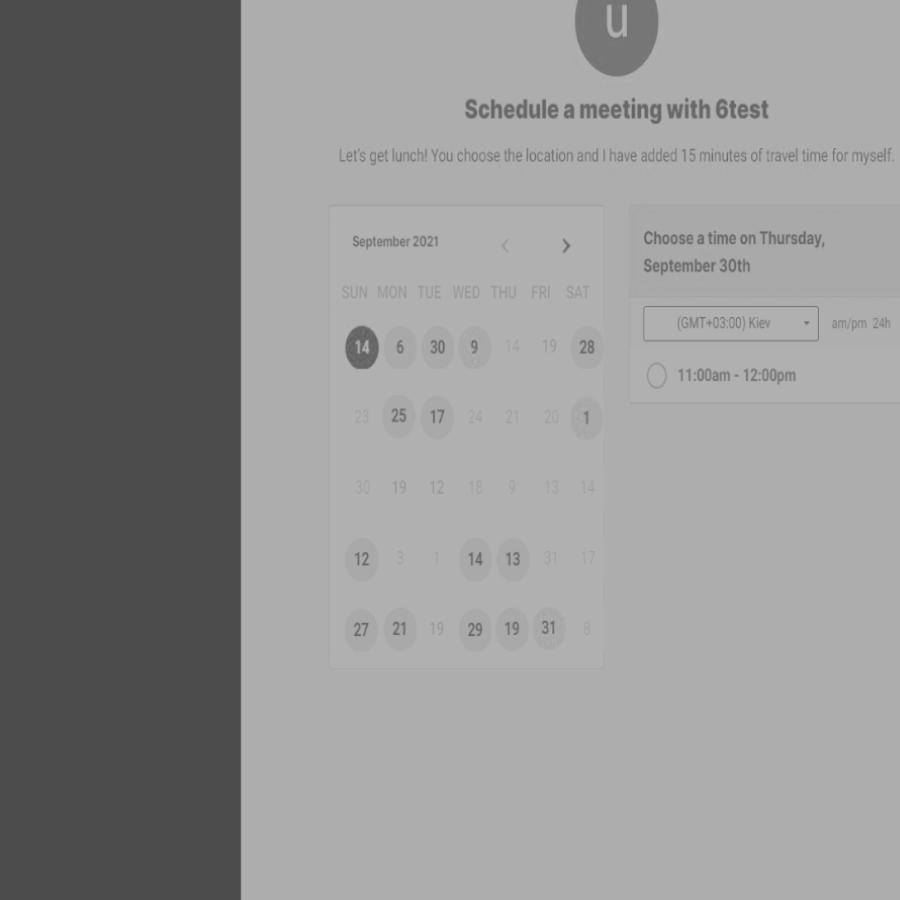 u
Schedule a meeting with 6test
Let's get lunch! You choose the location and I have added 15 minutes of travel time for myself.
September 2021
SUN MON TUE WED THU FRI SAT
14 6 30 9 14 19 28
23 25 17 24 21 20 1
30 19 12 18 9 13 14
12 3 1 14 13 31 17
27 21 19 29 19 31 8
Choose a time on Thursday,
September 30th
(GMT+03:00) Kiev am/pm 24h
11:00am - 12:00pm